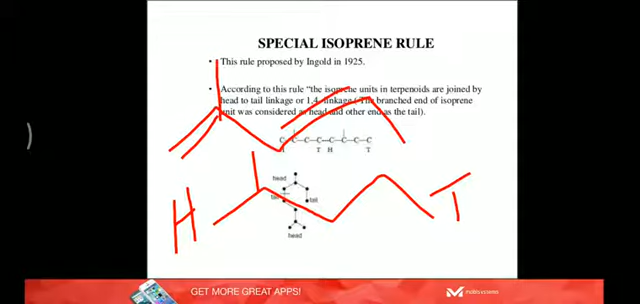 SPECIAL ISOPRENE RULE
• This rule proposed by Ingold in 1925.
• According to this rule "the isoprene units in terpenoids are joined by
head to tail linkage or 1,4- linkage ( The branched end of isoprene
unit was considered as head and other end as the tail).
C C C C C C C C
T H T
head
tail
tail
head
H T
GET MORE GREAT APPS!
mobisystems